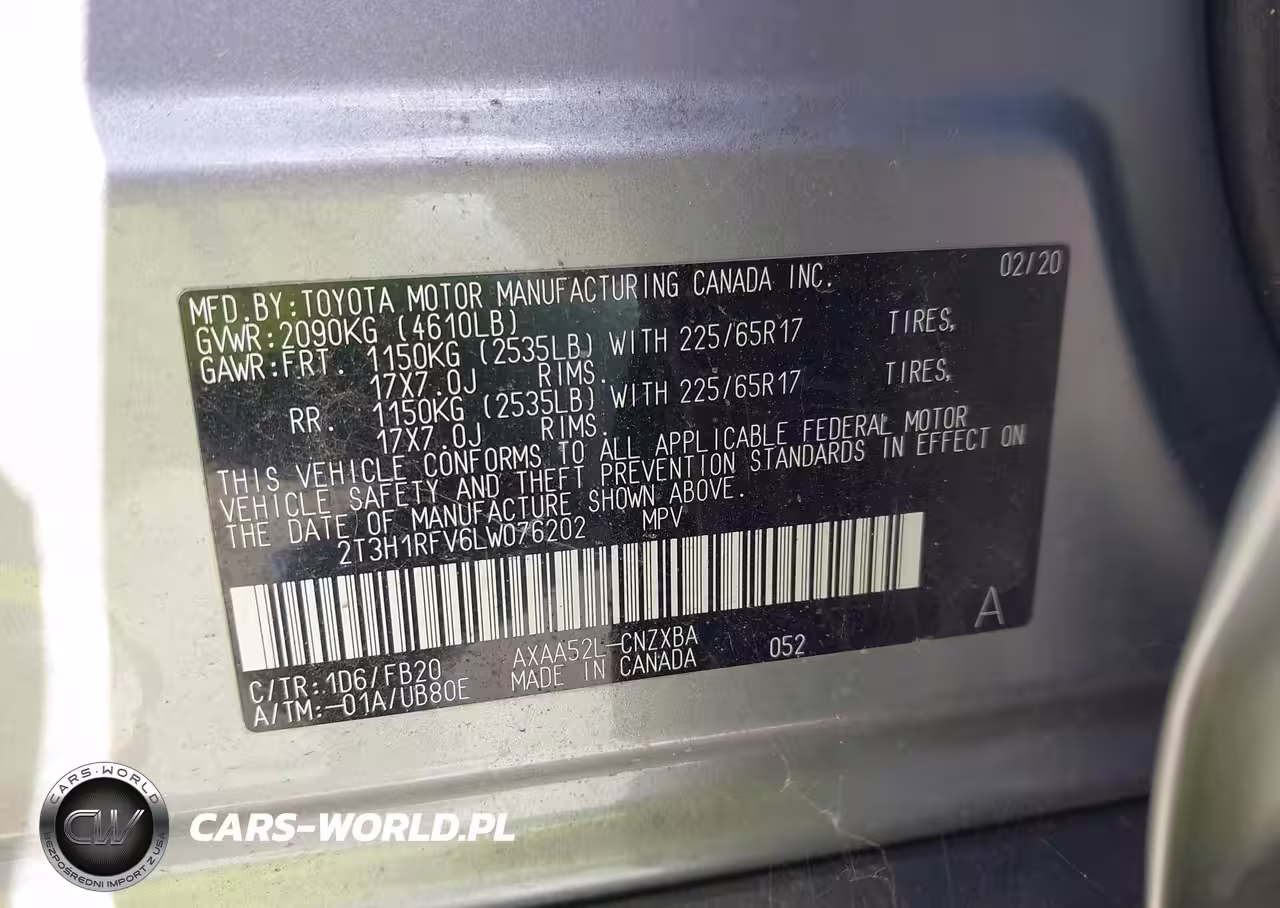 MFD.BY:TOYOTA MOTOR MANUFACTURING CANADA INC. 02/20
GVWR:2090KG (4610LB)
GAWR:FRT. 1150KG (2535LB) WITH 225/65R17 TIRES,
17X7.0J RIMS.
RR. 1150KG (2535LB) WITH 225/65R17 TIRES,
17X7.0J RIMS.
THIS VEHICLE CONFORMS TO ALL APPLICABLE FEDERAL MOTOR
VEHICLE SAFETY AND THEFT PREVENTION STANDARDS IN EFFECT ON
THE DATE OF MANUFACTURE SHOWN ABOVE.
2T3H1RFV6LW076202 MPV
A
C/TR:1D6/FB20 AXAA52L-CNZXBA 052
A/TM:-01A/UB80E MADE IN CANADA
CARS-WORLD
CW
BEZPOŚREDNI IMPORT Z USA
CARS-WORLD.PL